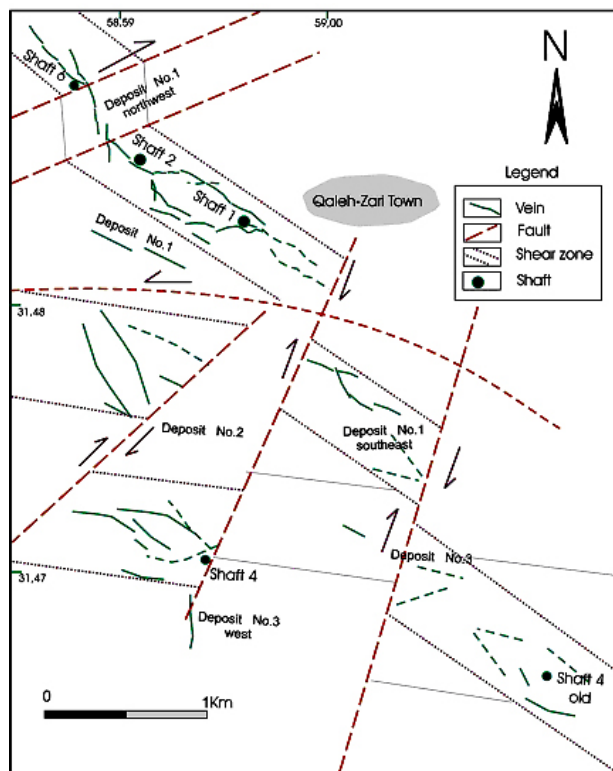 58.59
59.00
N
Shaft 6
Deposit No.1
northwest
Legend
Shaft 2
Qaleh-Zari Town
Vein
Fault
Shear zone
Shaft
Shaft 1
Deposit No.1
31.48
Deposit No.2
Deposit No.1
southeast
Deposit No.3
31.47
Shaft 4
Deposit No.3
west
Shaft 4
old
0
1Km